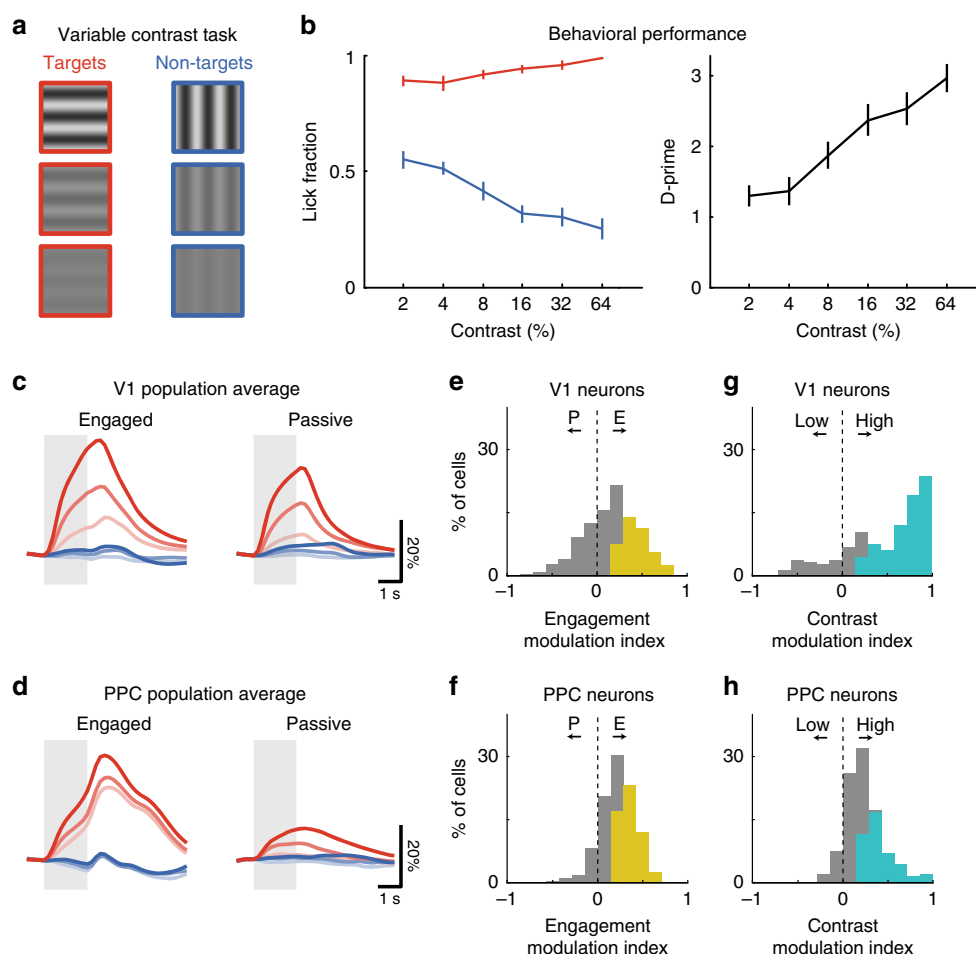 a
Variable contrast task
Targets
Non-targets
b
Behavioral performance
1
0.5
0
Lick fraction
2
4
8
16
32
64
Contrast (%)
3
2
1
0
D-prime
2
4
8
16
32
64
Contrast (%)
c
V1 population average
Engaged
Passive
20%
1 s
d
PPC population average
Engaged
Passive
20%
1 s
e
V1 neurons
P
E
30
0
% of cells
–1
0
1
Engagement
modulation index
g
V1 neurons
Low
High
30
0
–1
0
1
Contrast
modulation index
f
PPC neurons
P
E
30
0
% of cells
–1
0
1
Engagement
modulation index
h
PPC neurons
Low
High
30
0
–1
0
1
Contrast
modulation index